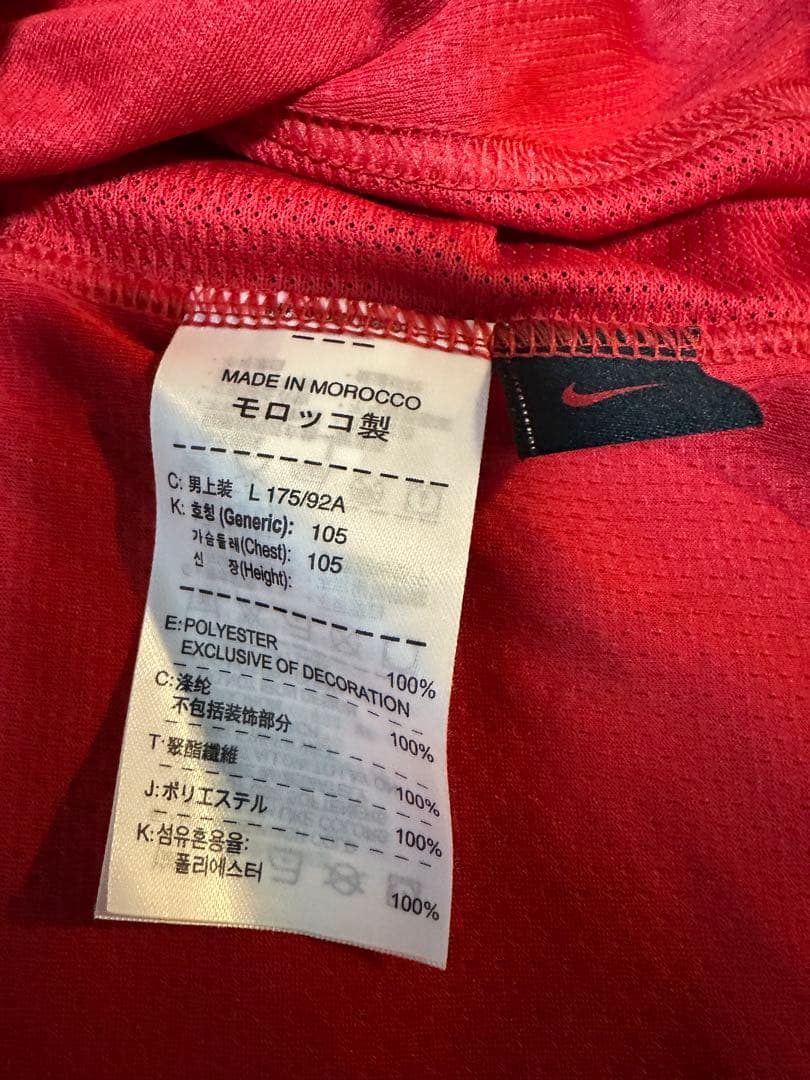 MADE IN MOROCCO
モロッコ製
C: 男上装 L 175/92A
K: 호칭 (Generic): 105
가슴둘레(Chest): 105
신 장(Height):
E: POLYESTER 100%
EXCLUSIVE OF DECORATION
C: 涤纶 100%
不包括装饰部分
T: 聚酯纖維 100%
J: ポリエステル 100%
K: 섬유혼용율:
폴리에스터 100%